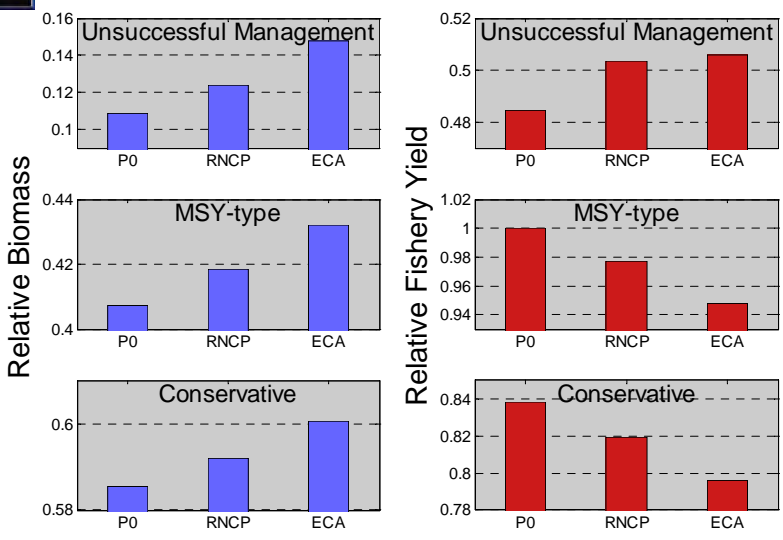 Relative Biomass
Unsuccessful Management
0.16
0.14
0.12
0.1
P0 RNCP ECA
MSY-type
0.44
0.42
0.4
P0 RNCP ECA
Conservative
0.6
0.58
P0 RNCP ECA
Relative Fishery Yield
Unsuccessful Management
0.52
0.5
0.48
P0 RNCP ECA
MSY-type
1.02
1
0.98
0.96
0.94
P0 RNCP ECA
Conservative
0.84
0.82
0.8
0.78
P0 RNCP ECA